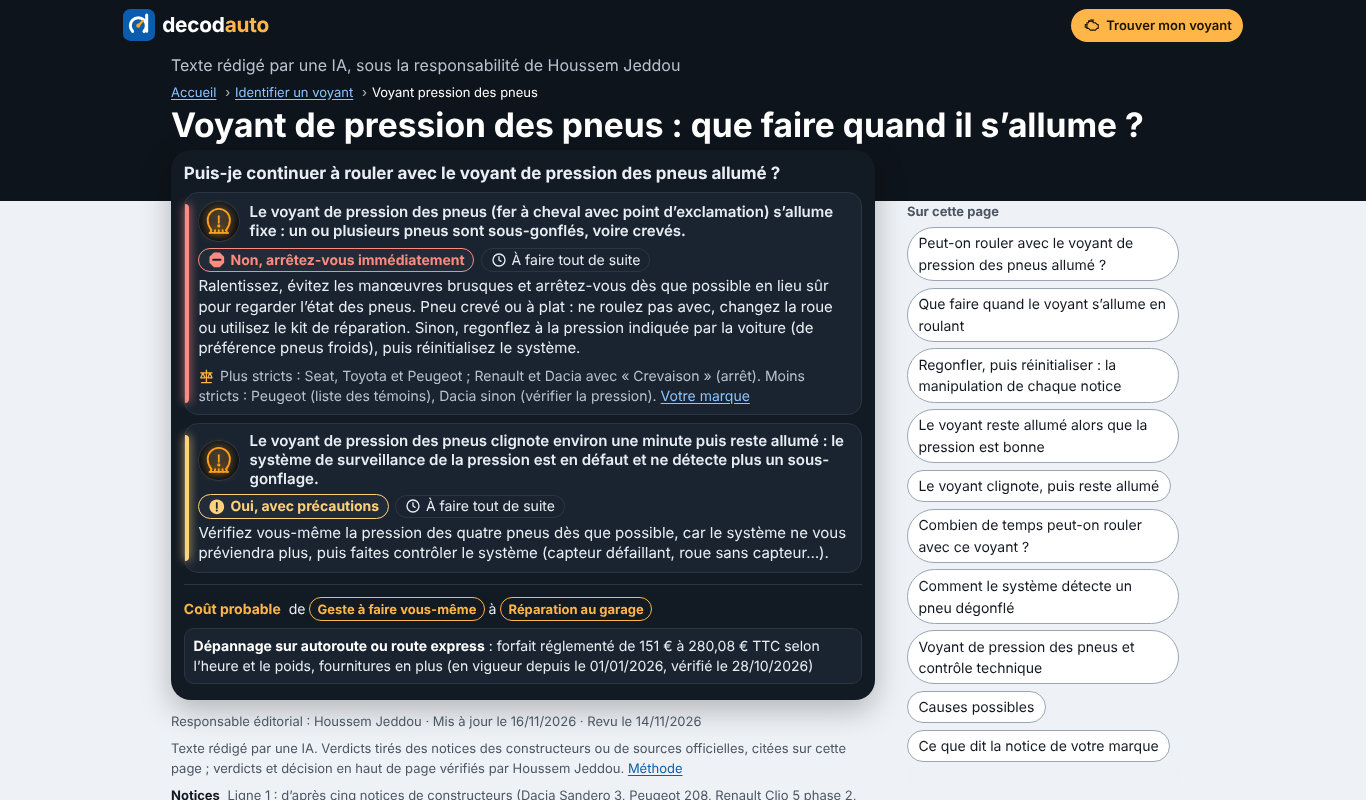 decodauto
Trouver mon voyant
Texte rédigé par une IA, sous la responsabilité de Houssem Jeddou
Accueil › Identifier un voyant › Voyant pression des pneus
Voyant de pression des pneus : que faire quand il s’allume ?
Puis-je continuer à rouler avec le voyant de pression des pneus allumé ?
Le voyant de pression des pneus (fer à cheval avec point d’exclamation) s’allume
fixe : un ou plusieurs pneus sont sous-gonflés, voire crevés.
Non, arrêtez-vous immédiatement
À faire tout de suite
Ralentissez, évitez les manœuvres brusques et arrêtez-vous dès que possible en lieu sûr
pour regarder l’état des pneus. Pneu crevé ou à plat : ne roulez pas avec, changez la roue
ou utilisez le kit de réparation. Sinon, regonflez à la pression indiquée par la voiture (de
préférence pneus froids), puis réinitialisez le système.
Plus stricts : Seat, Toyota et Peugeot ; Renault et Dacia avec « Crevaison » (arrêt). Moins
stricts : Peugeot (liste des témoins), Dacia sinon (vérifier la pression). Votre marque
Le voyant de pression des pneus clignote environ une minute puis reste allumé : le
système de surveillance de la pression est en défaut et ne détecte plus un sous-
gonflage.
Oui, avec précautions
À faire tout de suite
Vérifiez vous-même la pression des quatre pneus dès que possible, car le système ne vous
préviendra plus, puis faites contrôler le système (capteur défaillant, roue sans capteur…).
Coût probable de Geste à faire vous-même à Réparation au garage
Dépannage sur autoroute ou route express : forfait réglementé de 151 € à 280,08 € TTC selon
l’heure et le poids, fournitures en plus (en vigueur depuis le 01/01/2026, vérifié le 28/10/2026)
Responsable éditorial : Houssem Jeddou · Mis à jour le 16/11/2026 · Revu le 14/11/2026
Texte rédigé par une IA. Verdicts tirés des notices des constructeurs ou de sources officielles, citées sur cette
page ; verdicts et décision en haut de page vérifiés par Houssem Jeddou. Méthode
Notices Ligne 1 : d’après cinq notices de constructeurs (Dacia Sandero 3, Peugeot 208, Renault Clio 5 phase 2,
Sur cette page
Peut-on rouler avec le voyant de
pression des pneus allumé ?
Que faire quand le voyant s’allume en
roulant
Regonfler, puis réinitialiser : la
manipulation de chaque notice
Le voyant reste allumé alors que la
pression est bonne
Le voyant clignote, puis reste allumé
Combien de temps peut-on rouler
avec ce voyant ?
Comment le système détecte un
pneu dégonflé
Voyant de pression des pneus et
contrôle technique
Causes possibles
Ce que dit la notice de votre marque